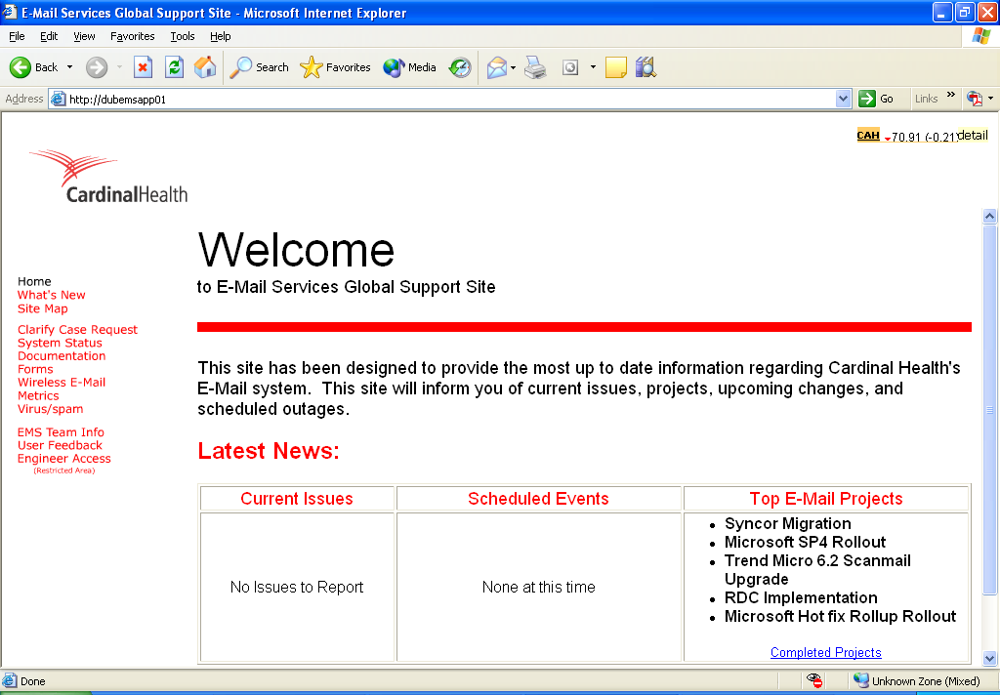 E-Mail Services Global Support Site - Microsoft Internet Explorer
File Edit View Favorites Tools Help
Back Search Favorites Media
Address http://dubemsapp01 Go Links »
CAH 70.91 (-0.21) detail
CardinalHealth
Welcome
to E-Mail Services Global Support Site
Home
What's New
Site Map
Clarify Case Request
System Status
Documentation
Forms
Wireless E-Mail
Metrics
Virus/spam
EMS Team Info
User Feedback
Engineer Access
(Restricted Area)
This site has been designed to provide the most up to date information regarding Cardinal Health's
E-Mail system. This site will inform you of current issues, projects, upcoming changes, and
scheduled outages.
Latest News:
Current Issues Scheduled Events Top E-Mail Projects
No Issues to Report
None at this time
• Syncor Migration
• Microsoft SP4 Rollout
• Trend Micro 6.2 Scanmail
Upgrade
• RDC Implementation
• Microsoft Hot fix Rollup Rollout
Completed Projects
Done Unknown Zone (Mixed)